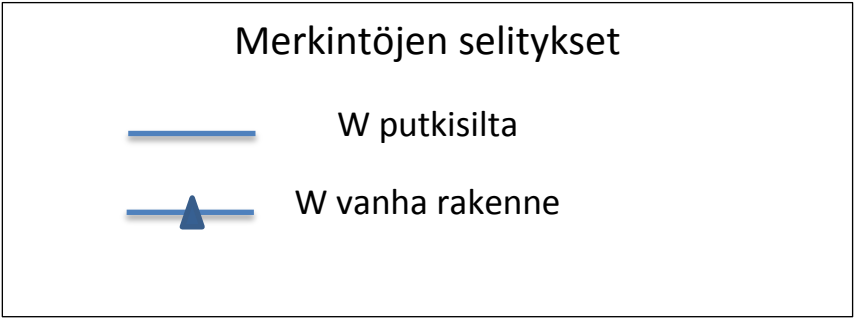 Merkintöjen selitykset
W putkisilta
W vanha rakenne